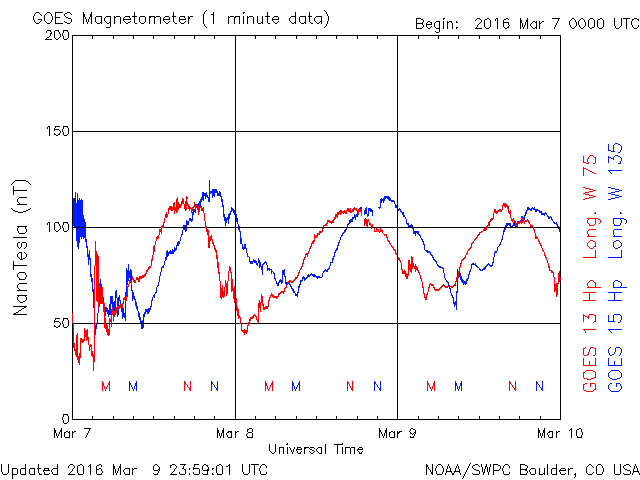 GOES Magnetometer (1 minute data)
Begin: 2016 Mar 7 0000 UTC
200
150
100
50
0
NanoTesla (nT)
M M N N M M N N M M N N
Mar 7 Mar 8 Mar 9 Mar 10
Universal Time
GOES 13 Hp Long. W 75
GOES 15 Hp Long. W 135
Updated 2016 Mar 9 23:59:01 UTC
NOAA/SWPC Boulder, CO USA